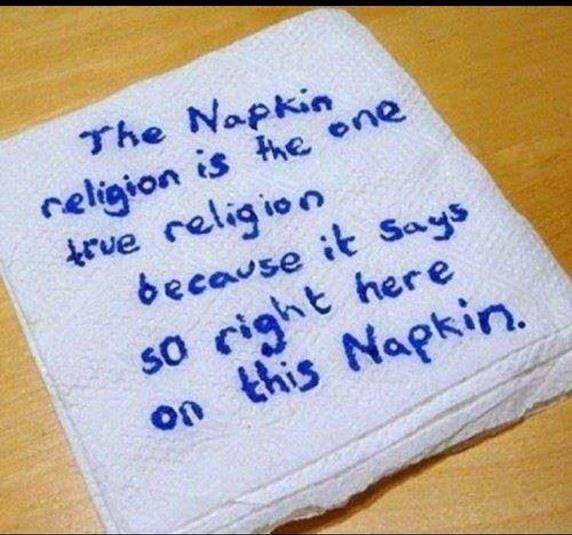 The Napkin
religion is the one
true religion
because it says
so right here
on this Napkin.